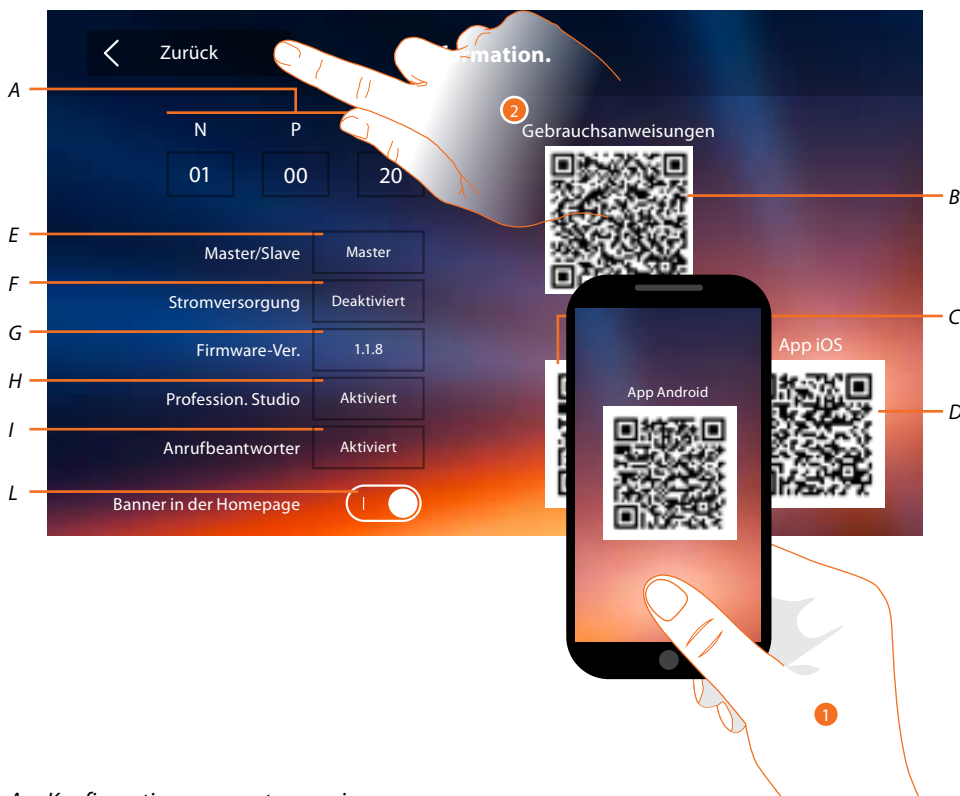 Zurück
mation.
A
N P
2
Gebrauchsanweisungen
01 00 20
B
E
Master/Slave Master
F
Stromversorgung Deaktiviert
C
G
Firmware-Ver. 1.1.8
App iOS
H
Profession. Studio Aktiviert
App Android
D
I
Anrufbeantworter Aktiviert
L
Banner in der Homepage
1